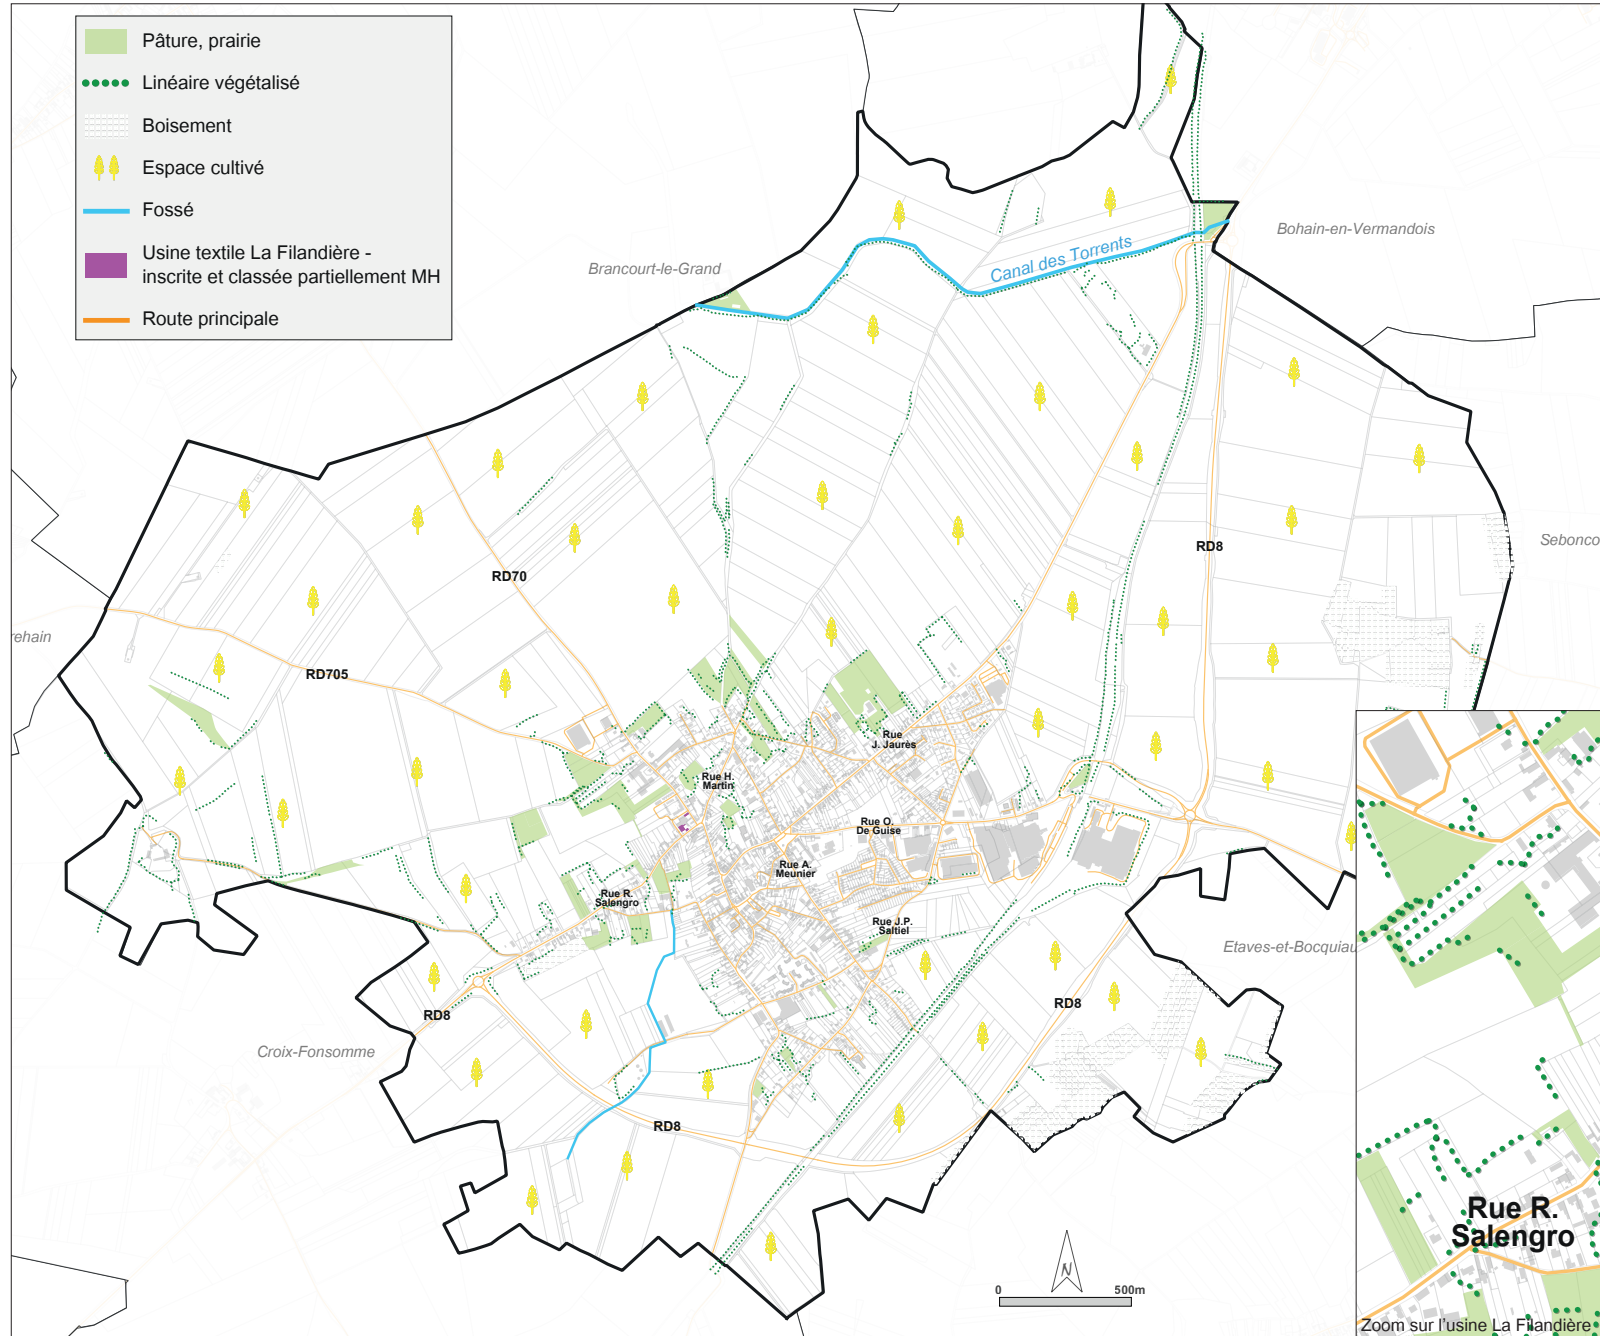 Pâture, prairie
Linéaire végétalisé
Boisement
Espace cultivé
Fossé
Usine textile La Filandière -
inscrite et classée partiellement MH
Route principale
Bohain-en-Vermandois
Brancourt-le-Grand
Canal des Torrents
Sebonco
RD8
RD70
rehain
RD705
Rue
J. Jaurès
Rue H.
Martin
Rue O.
De Guise
Rue A.
Meunier
Rue R.
Salengro
Rue J.P.
Saltiel
Etaves-et-Bocquiau
RD8
RD8
Croix-Fonsomme
RD8
Rue R.
Salengro
N
0 500m
Zoom sur l'usine La Filandière